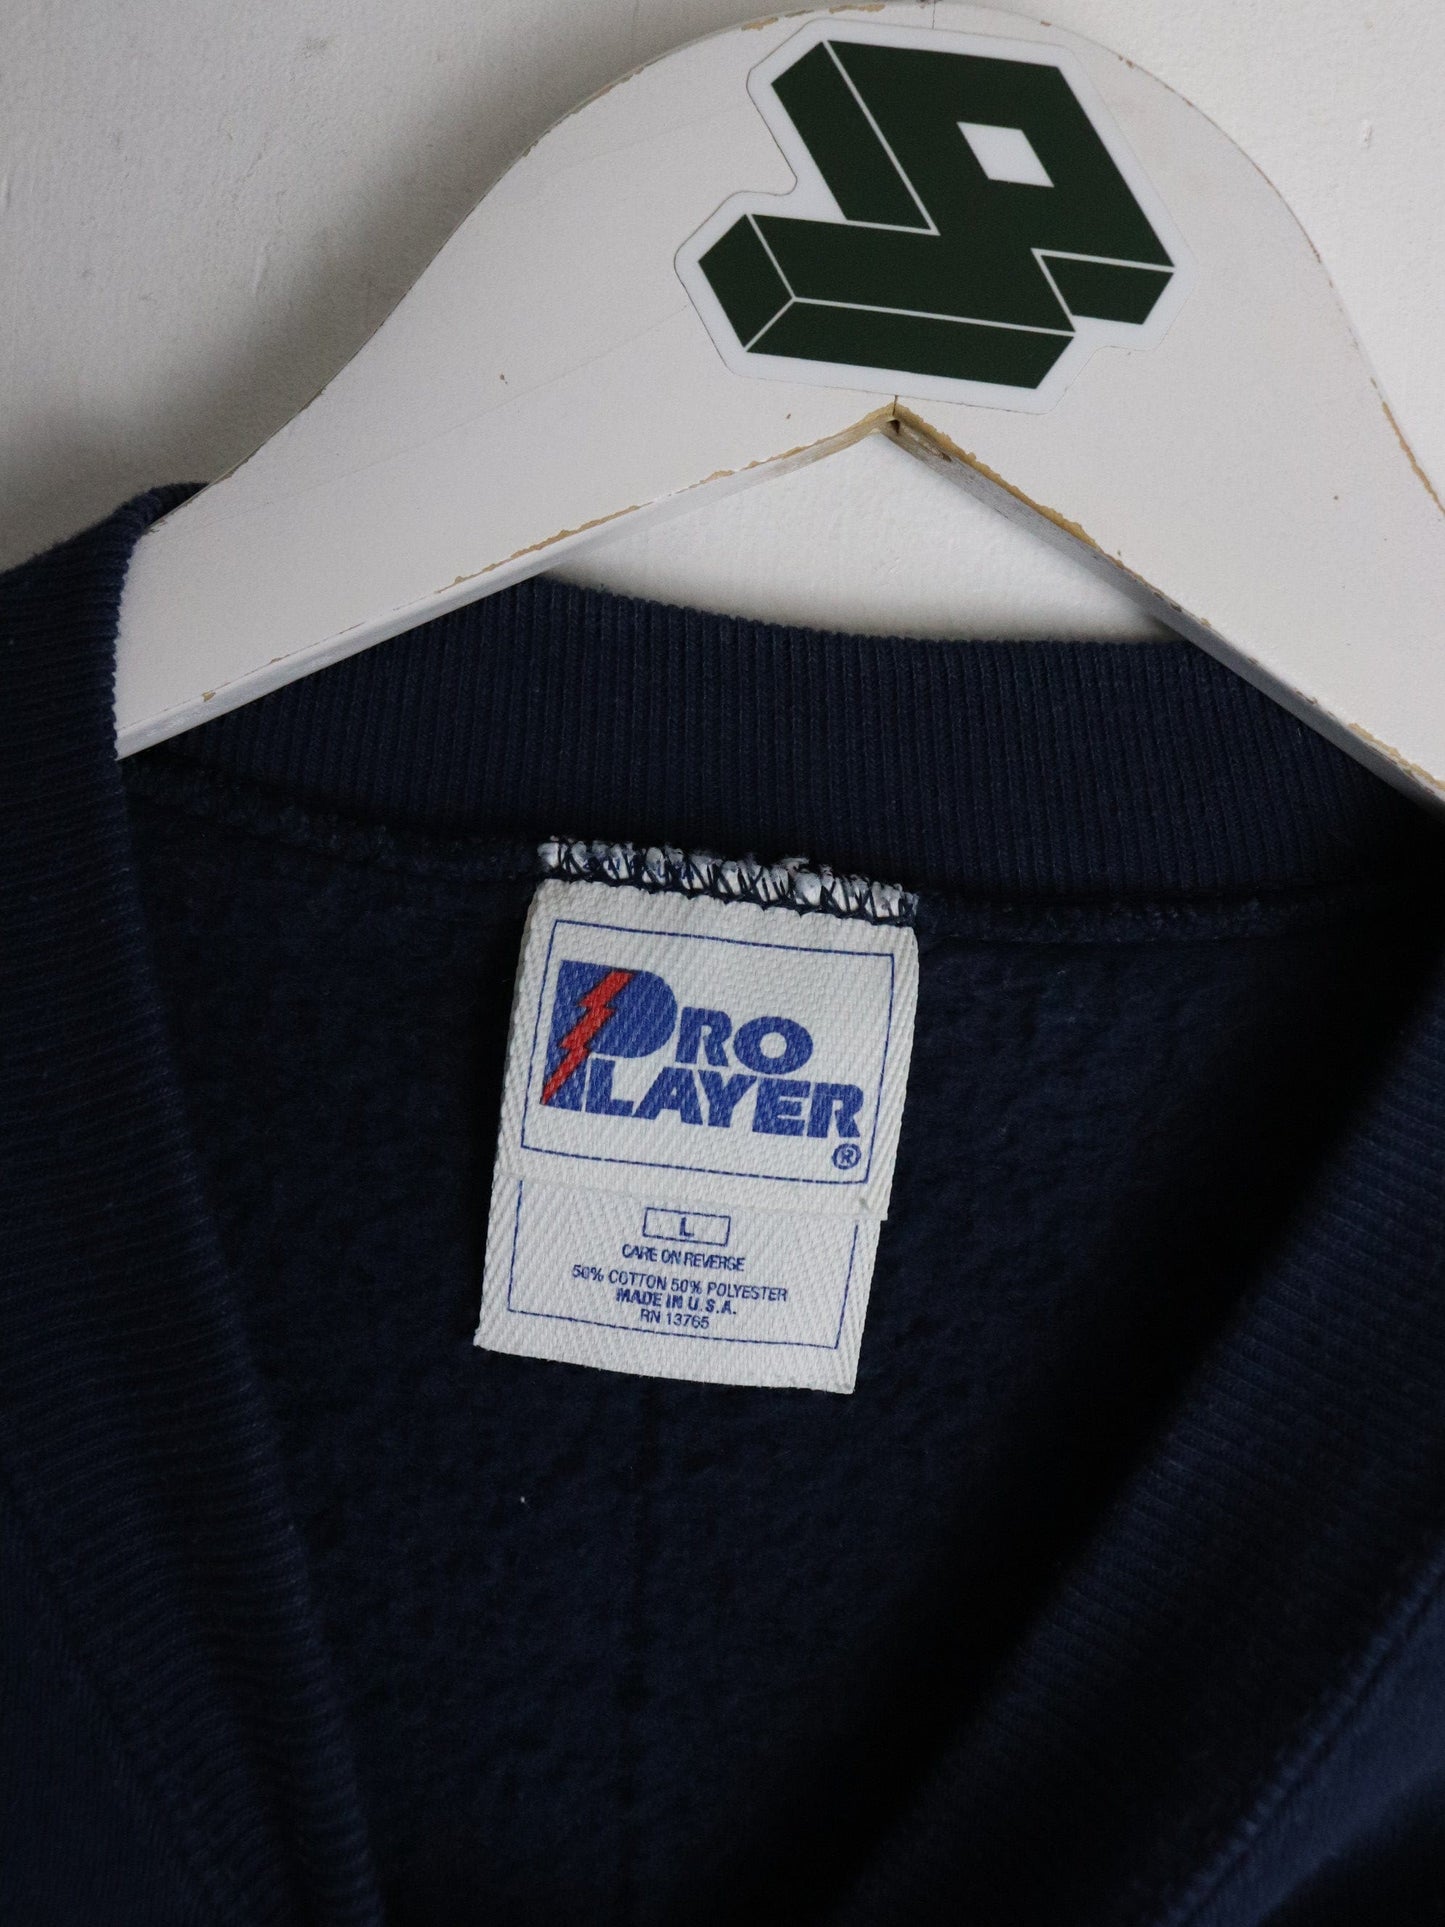 PRO
PLAYER
®
L
CARE ON REVERSE
50% COTTON 50% POLYESTER
MADE IN U.S.A.
RN 13765